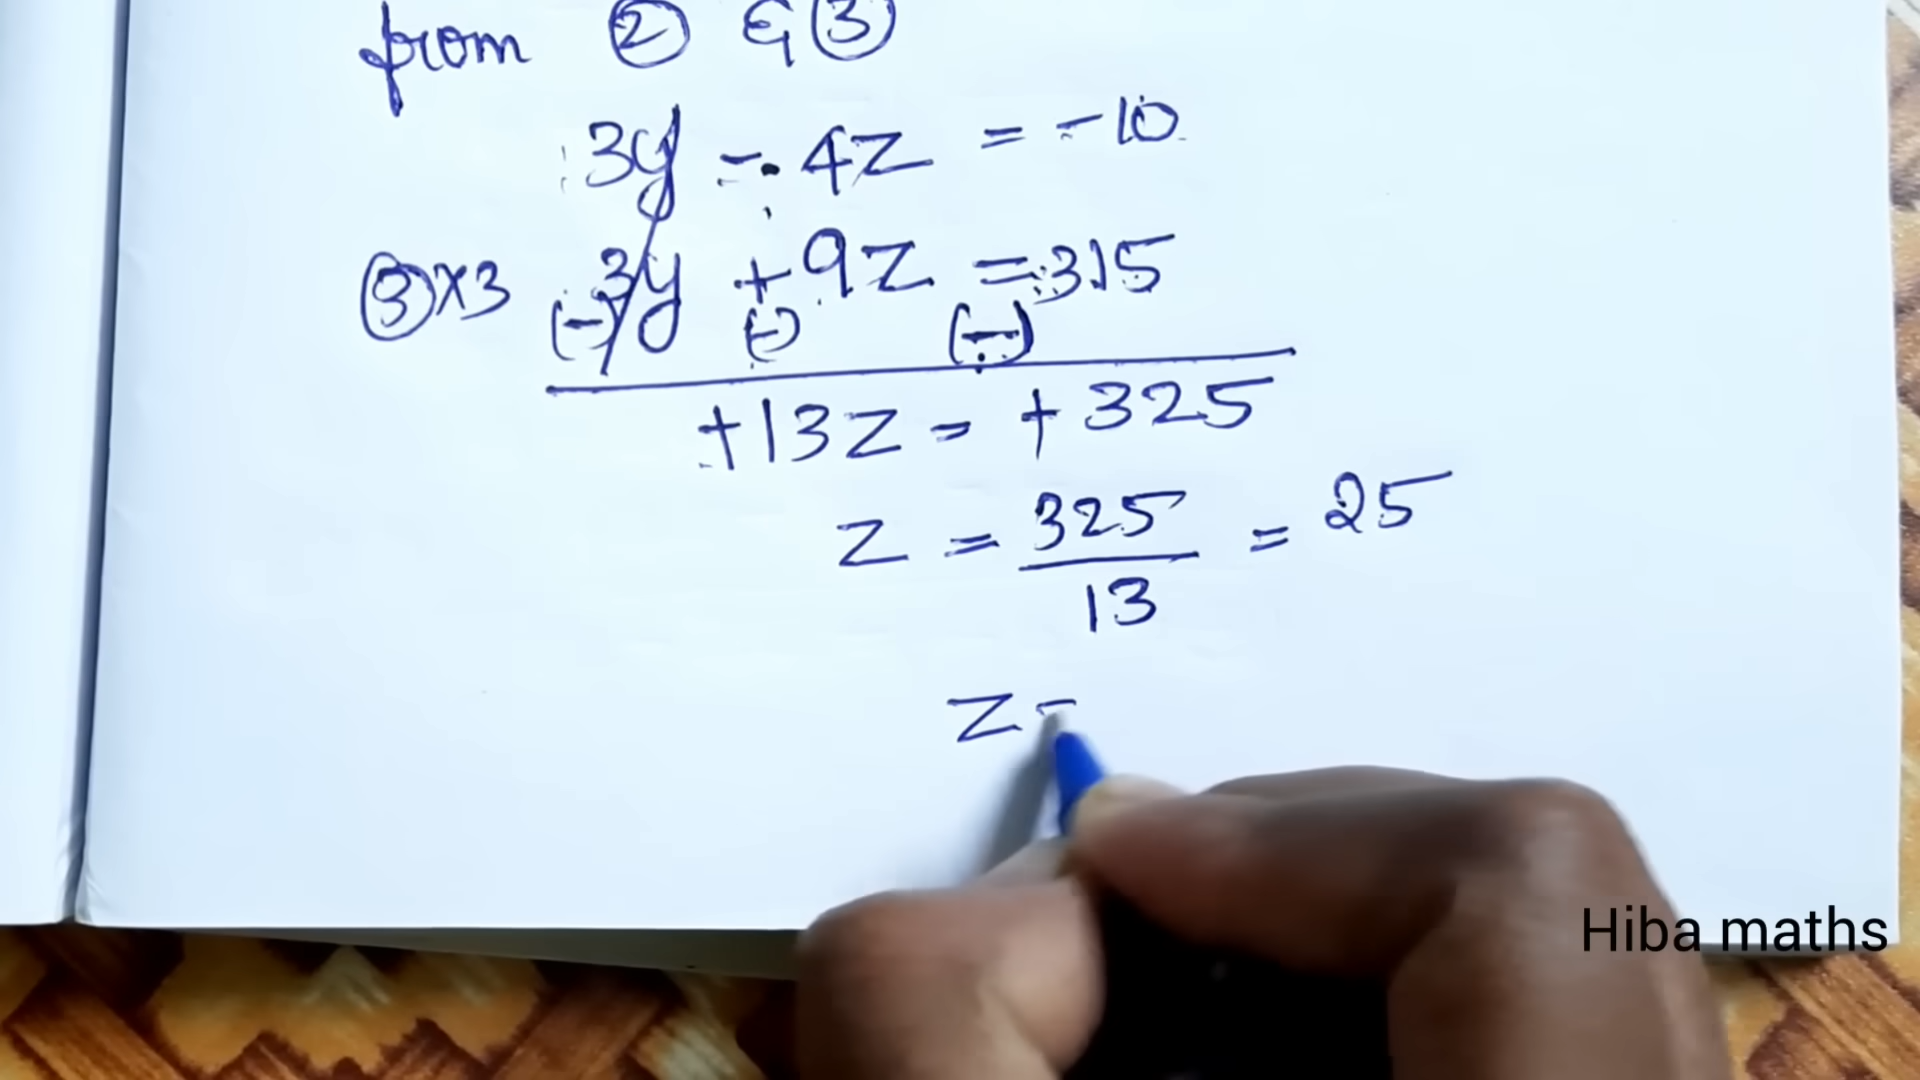 from ② & ③
3y - 4z = -10
③×3 3y + 9z = 315
(-) (-) (-)
+13z = +325
z = 325/13 = 25
z =
Hiba maths